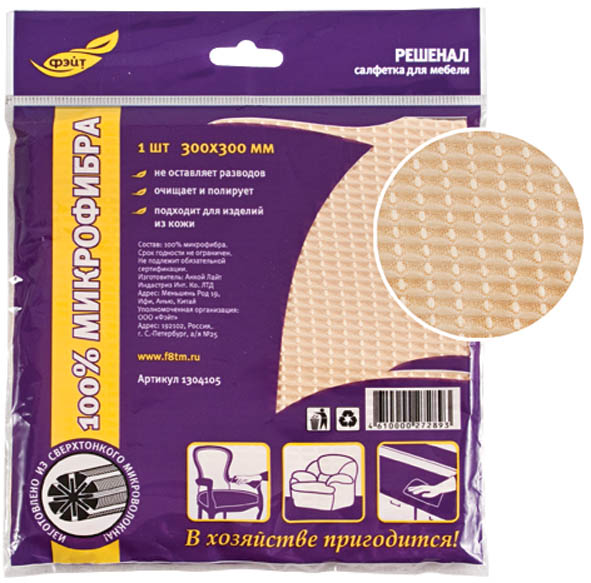 фэйт
РЕШЕНАЛ
салфетка для мебели
100% МИКРОФИБРА
1 шт 300х300 мм
не оставляет разводов
очищает и полирует
подходит для изделий
из кожи
Состав: 100% микрофибра.
Срок годности не ограничен.
Не подлежит обязательной
сертификации.
Изготовитель: Анкой Лайт
Индастриз Инт. Ко. ЛТД
Адрес: Меньшень Род 19,
Ифи, Анью, Китай
Уполномоченная организация:
ООО «Фэйт»
Адрес: 192102, Россия,
г. С.-Петербург, а/я №25
www.f8tm.ru
Артикул 1304105
4 610000 272893
ИЗГОТОВЛЕНО ИЗ СВЕРХТОНКОГО МИКРОВОЛОКНА!
В хозяйстве пригодится!